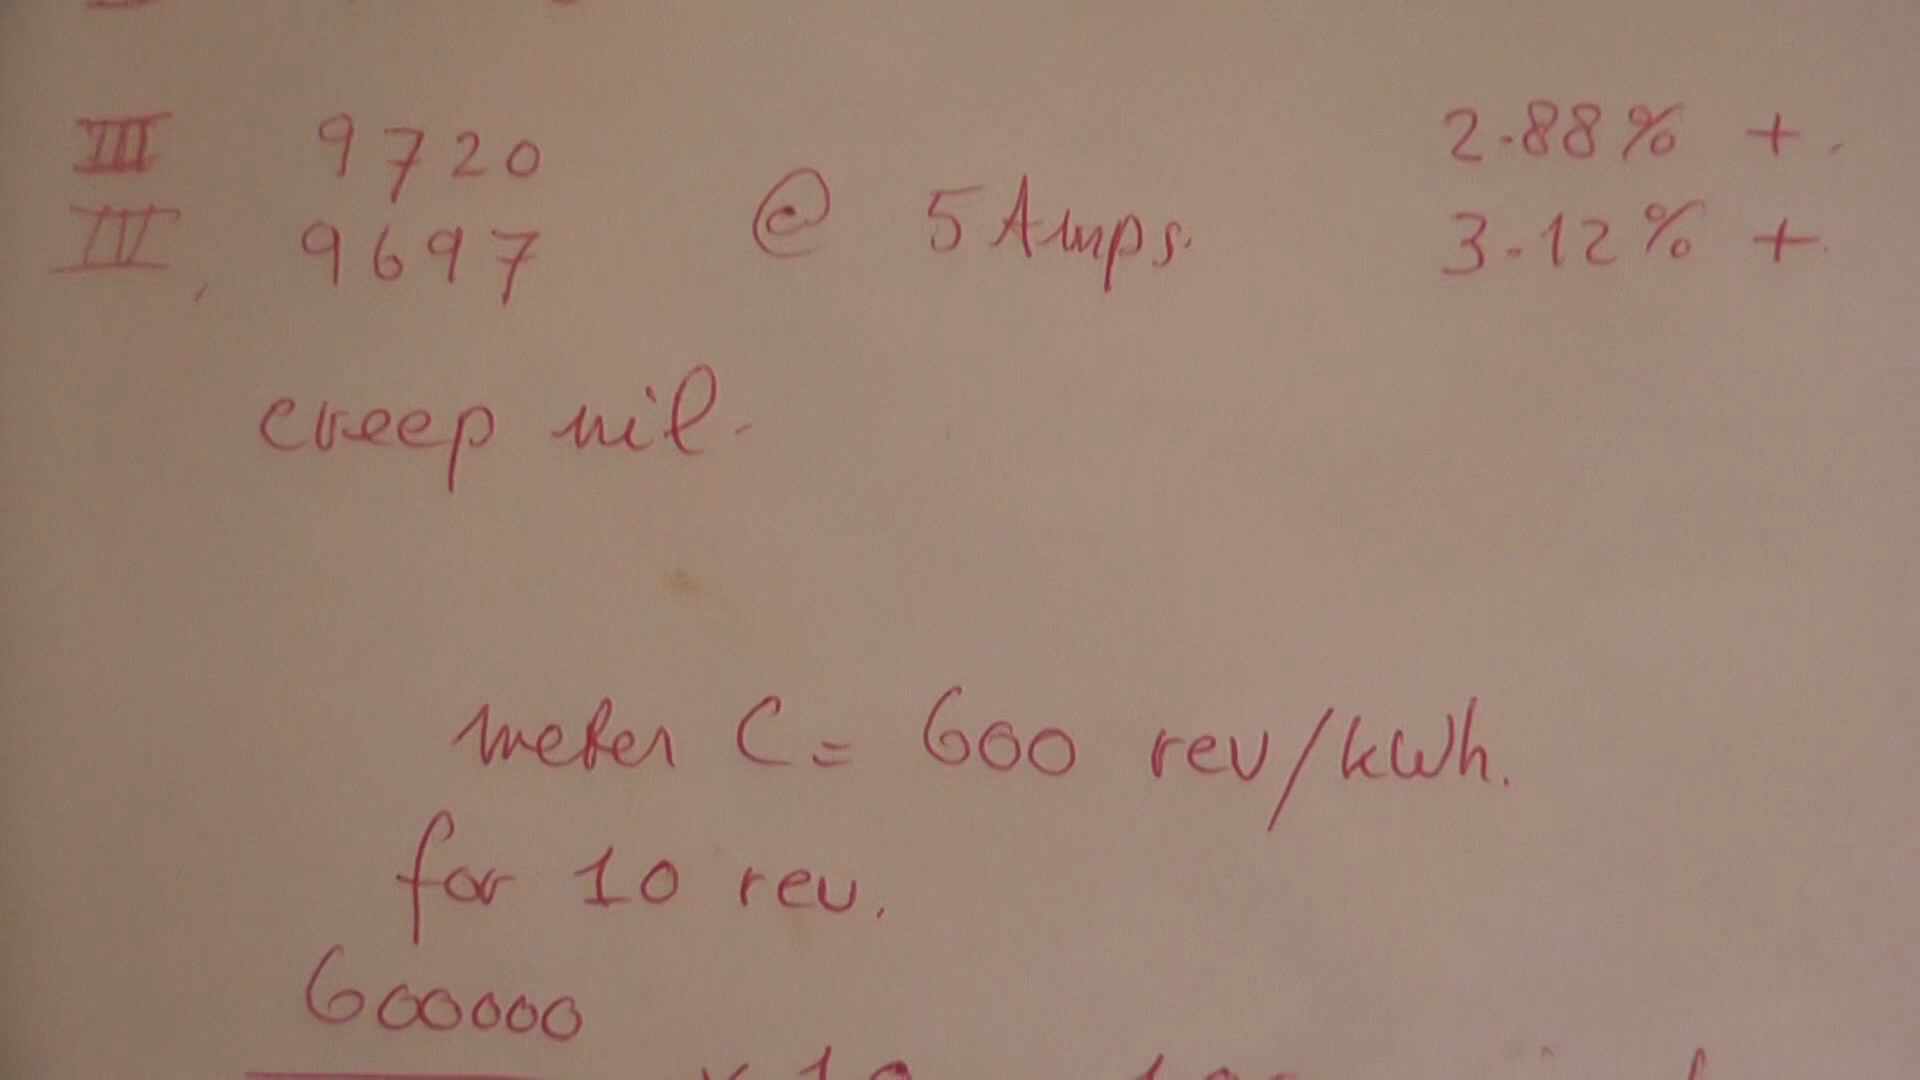 III 9720 2.88% +.
@ 5 Amps.
IV, 9697 3.12% +.
creep nil.
meter C = 600 rev/kWh.
for 10 rev.
600000